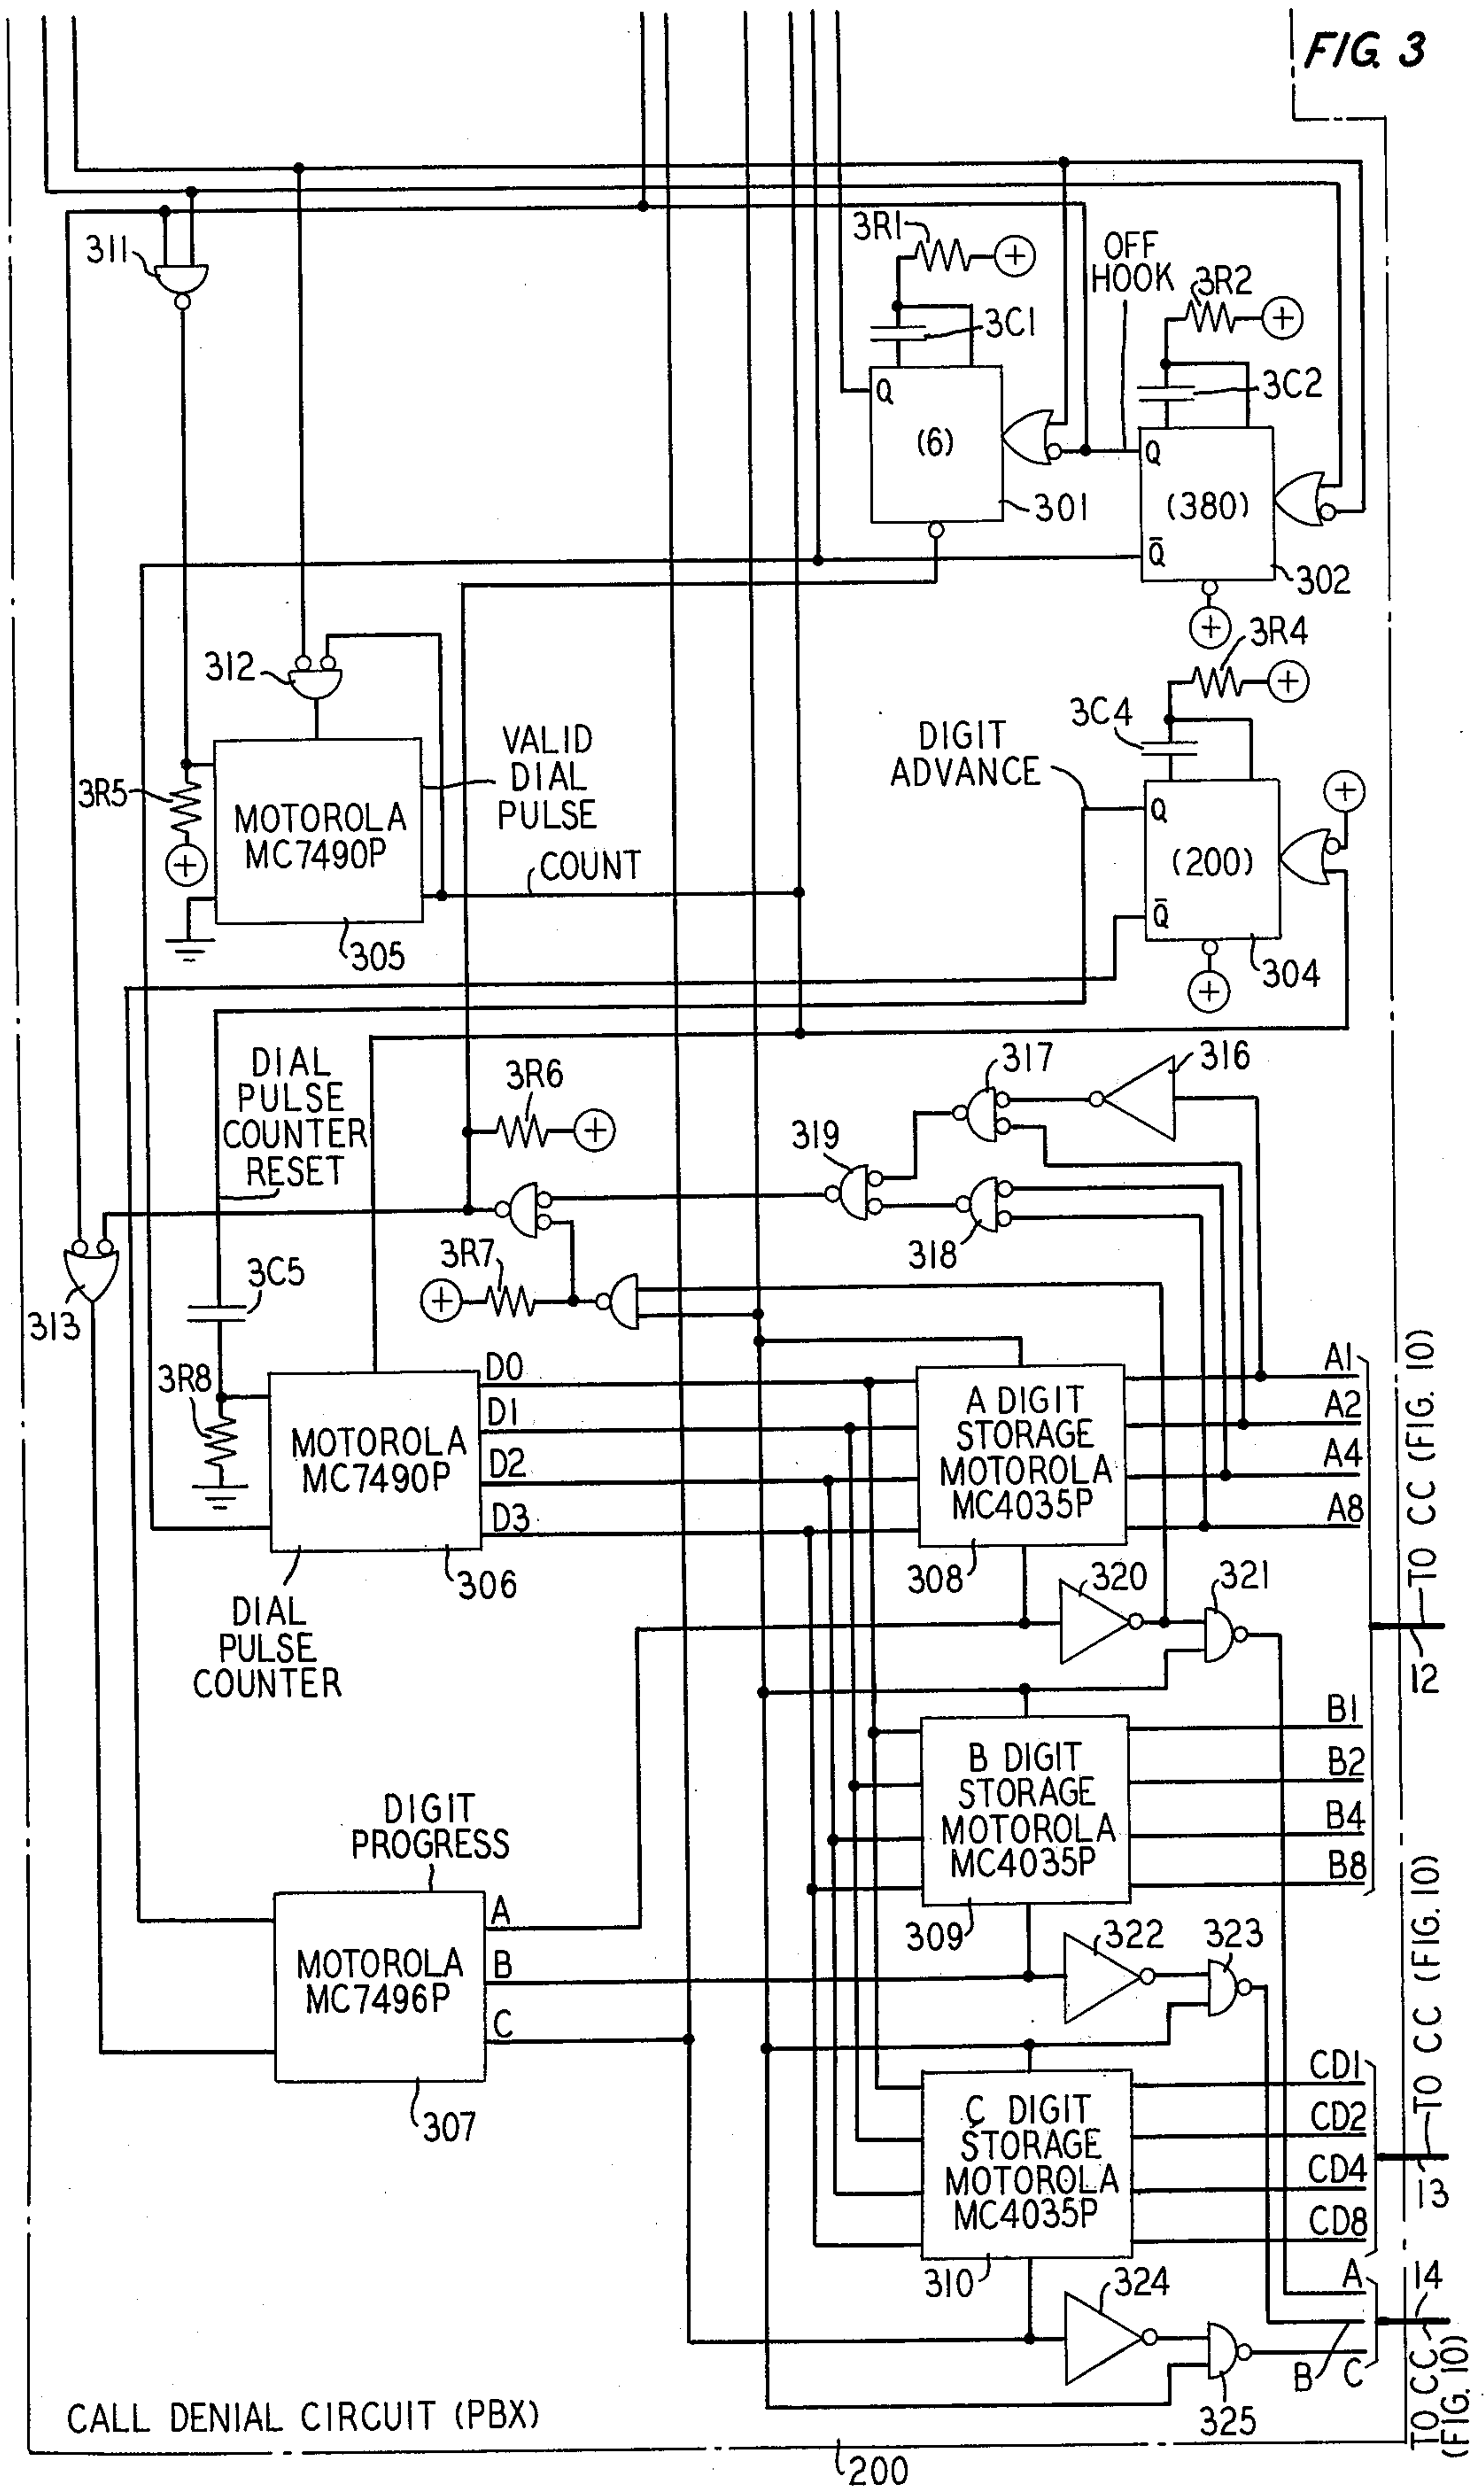 FIG. 3
311
3R1
+
OFF
HOOK
3R2
+
3C1
3C2
Q
(6)
301
Q
(380)
Q̄
302
+
3R4
+
312
3C4
VALID
DIAL
PULSE
DIGIT
ADVANCE
+
3R5
+
MOTOROLA
MC7490P
COUNT
Q
(200)
Q̄
305
304
+
DIAL
PULSE
COUNTER
RESET
3R6
+
317
316
319
318
3R7
+
3C5
313
3R8
MOTOROLA
MC7490P
D0
D1
D2
D3
A DIGIT
STORAGE
MOTOROLA
MC4035P
A1
A2
A4
A8
TO CC (FIG. 10)
306
308
320
321
DIAL
PULSE
COUNTER
12
B DIGIT
STORAGE
MOTOROLA
MC4035P
B1
B2
B4
B8
DIGIT
PROGRESS
309
322
323
MOTOROLA
MC7496P
A
B
C
TO CC (FIG. 10)
307
C DIGIT
STORAGE
MOTOROLA
MC4035P
CD1
CD2
CD4
CD8
13
310
324
A
14
B
C
325
TO CC
(FIG. 10)
CALL DENIAL CIRCUIT (PBX)
200